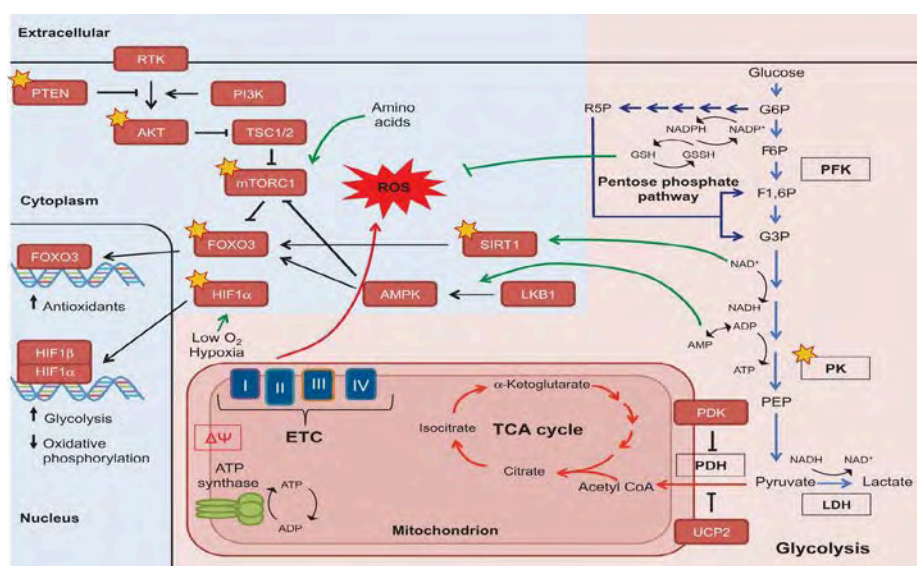 Extracellular
RTK
PTEN
PI3K
AKT
TSC1/2
Amino
acids
mTORC1
ROS
Cytoplasm
FOXO3
SIRT1
HIF1α
AMPK
LKB1
Low O2
Hypoxia
FOXO3
Antioxidants
HIF1β
HIF1α
Glycolysis
Oxidative
phosphorylation
Nucleus
Glucose
R5P
G6P
NADPH
NADP+
GSH
GSSH
F6P
PFK
Pentose phosphate
pathway
F1,6P
G3P
NAD+
NADH
ADP
AMP
ATP
PK
PEP
NADH
NAD+
Pyruvate
Lactate
LDH
Glycolysis
I
II
III
IV
ETC
ΔΨ
ATP
synthase
ATP
ADP
α-Ketoglutarate
Isocitrate
TCA cycle
Citrate
Acetyl CoA
Mitochondrion
PDK
PDH
UCP2